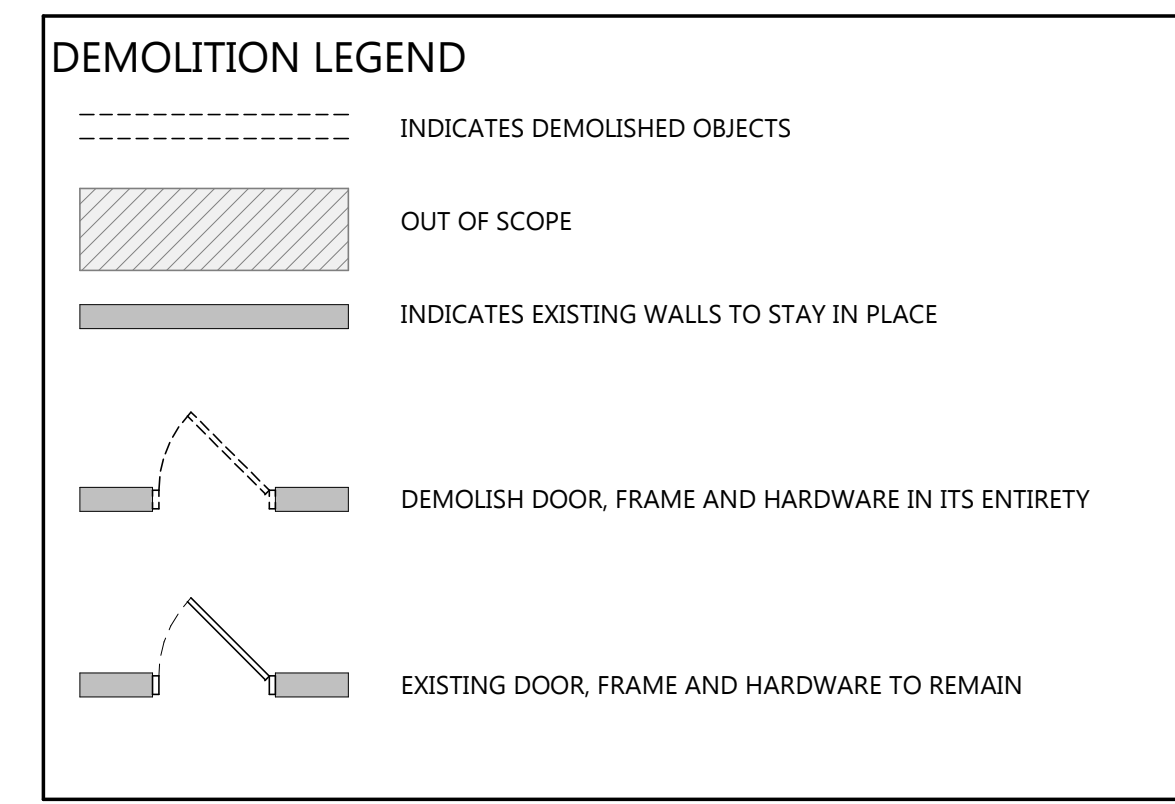 DEMOLITION LEGEND
INDICATES DEMOLISHED OBJECTS
OUT OF SCOPE
INDICATES EXISTING WALLS TO STAY IN PLACE
DEMOLISH DOOR, FRAME AND HARDWARE IN ITS ENTIRETY
EXISTING DOOR, FRAME AND HARDWARE TO REMAIN